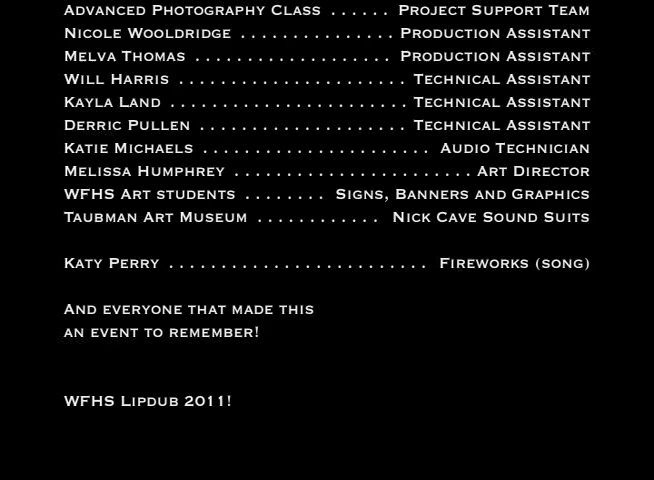 Advanced Photography Class . . . . . . Project Support Team
Nicole Wooldridge . . . . . . . . . . . . . . . Production Assistant
Melva Thomas . . . . . . . . . . . . . . . . . . . Production Assistant
Will Harris . . . . . . . . . . . . . . . . . . . . . . Technical Assistant
Kayla Land . . . . . . . . . . . . . . . . . . . . . . . Technical Assistant
Derric Pullen . . . . . . . . . . . . . . . . . . . . Technical Assistant
Katie Michaels . . . . . . . . . . . . . . . . . . . . . . Audio Technician
Melissa Humphrey . . . . . . . . . . . . . . . . . . . . . . . Art Director
WFHS Art students . . . . . . . . Signs, Banners and Graphics
Taubman Art Museum . . . . . . . . . . . . Nick Cave Sound Suits
Katy Perry . . . . . . . . . . . . . . . . . . . . . . . . . Fireworks (song)
And everyone that made this
an event to remember!
WFHS Lipdub 2011!